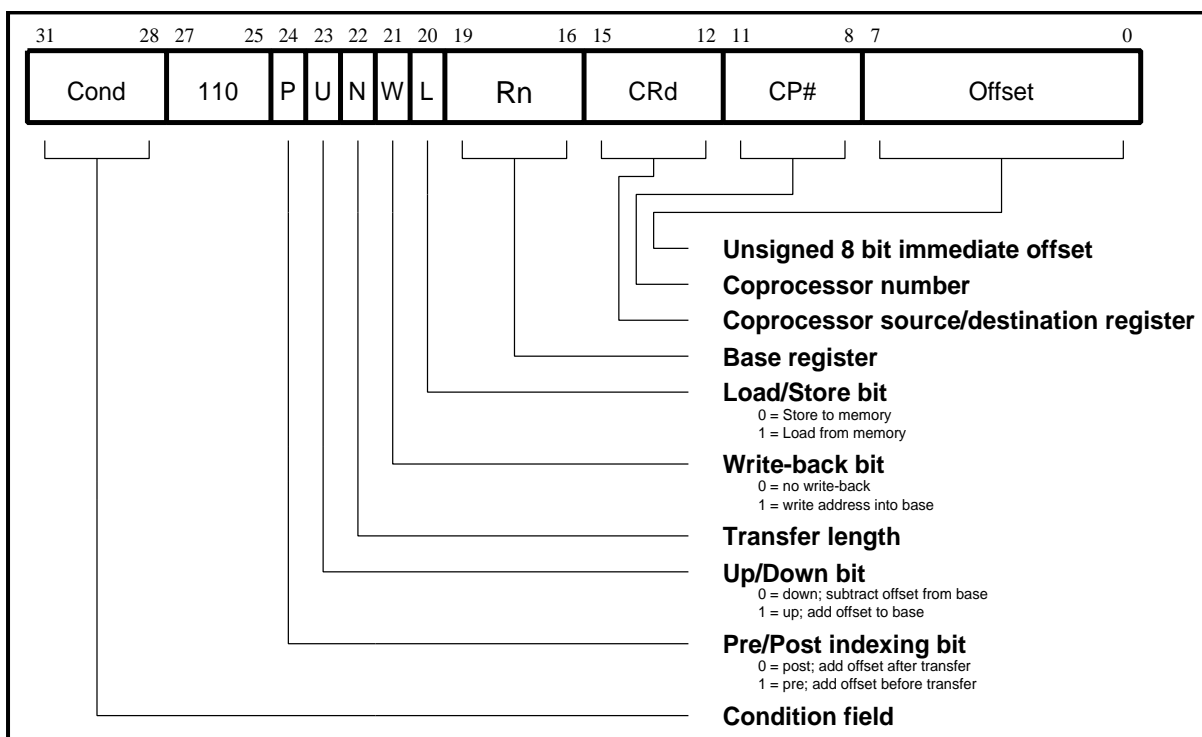 31 28 27 25 24 23 22 21 20 19 16 15 12 11 8 7 0
Cond 110 P U N W L Rn CRd CP# Offset
Unsigned 8 bit immediate offset
Coprocessor number
Coprocessor source/destination register
Base register
Load/Store bit
0 = Store to memory
1 = Load from memory
Write-back bit
0 = no write-back
1 = write address into base
Transfer length
Up/Down bit
0 = down; subtract offset from base
1 = up; add offset to base
Pre/Post indexing bit
0 = post; add offset after transfer
1 = pre; add offset before transfer
Condition field